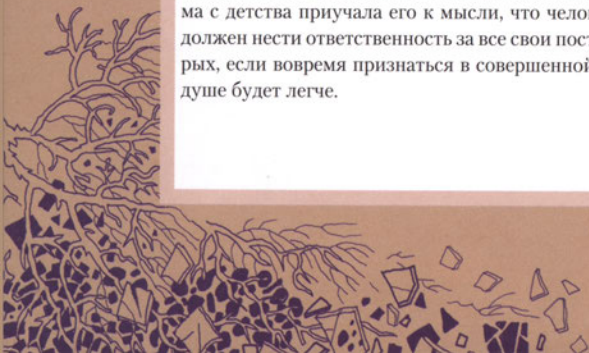 ма с детства приучала его к мысли, что чело
должен нести ответственность за все свои пост
рых, если вовремя признаться в совершенной
душе будет легче.